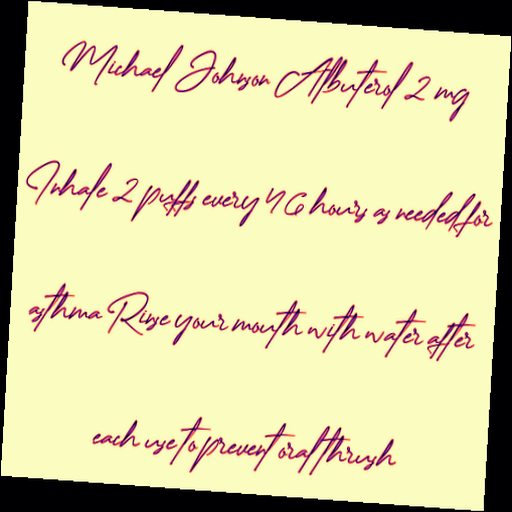 Michael Johnson Albuterol 2 mg
Inhale 2 puffs every 4 6 hours as needed for
asthma Rinse your mouth with water after
each use to prevent oral thrush